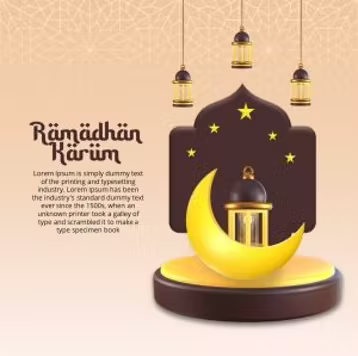 Ramadhan
Karum
Lorem Ipsum is simply dummy text
of the printing and typesetting
industry. Lorem Ipsum has been
the industry's standard dummy text
ever since the 1500s, when an
unknown printer took a galley of
type and scrambled it to make a
type specimen book